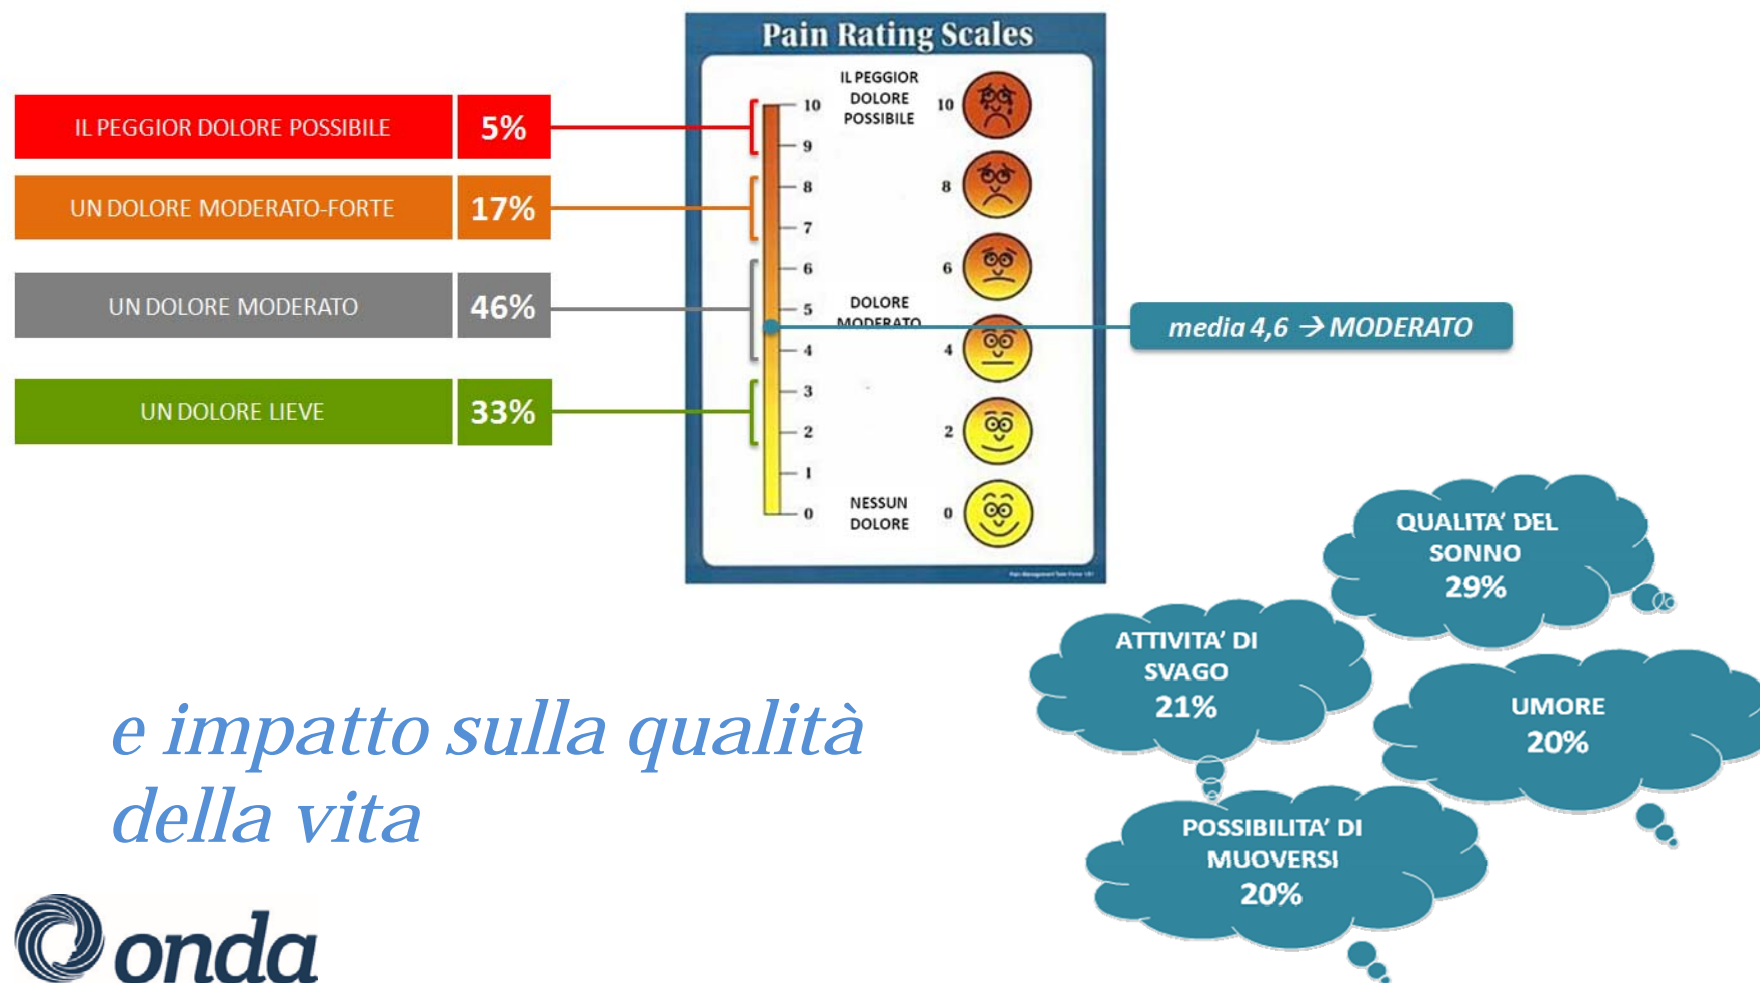 Pain Rating Scales
IL PEGGIOR DOLORE POSSIBILE 5%
UN DOLORE MODERATO-FORTE 17%
UN DOLORE MODERATO 46%
UN DOLORE LIEVE 33%
10
9
8
7
6
5
4
3
2
1
0
IL PEGGIOR
DOLORE
POSSIBILE
DOLORE
MODERATO
NESSUN
DOLORE
10
8
6
4
2
0
media 4,6 → MODERATO
QUALITA’ DEL
SONNO
29%
ATTIVITA’ DI
SVAGO
21%
UMORE
20%
POSSIBILITA’ DI
MUOVERSI
20%
e impatto sulla qualità
della vita
onda